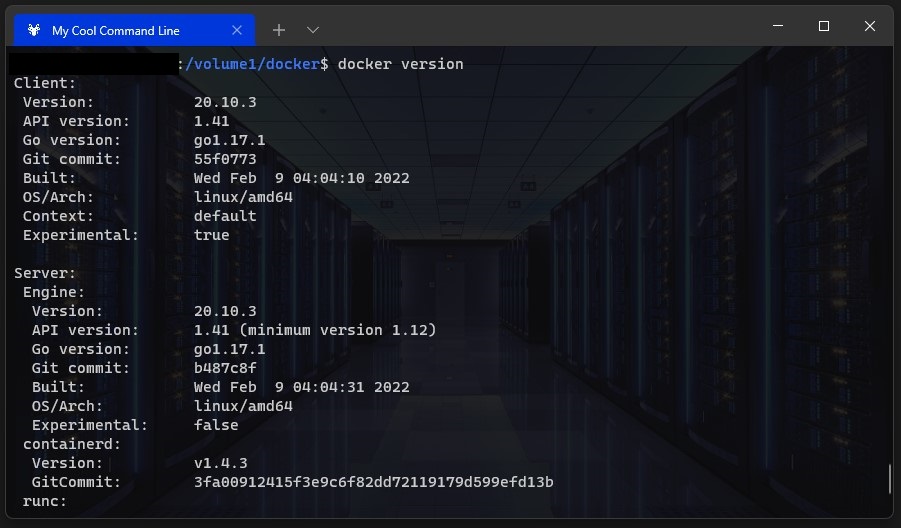 My Cool Command Line
:/volume1/docker$ docker version
Client:
 Version:           20.10.3
 API version:       1.41
 Go version:        go1.17.1
 Git commit:        55f0773
 Built:             Wed Feb  9 04:04:10 2022
 OS/Arch:           linux/amd64
 Context:           default
 Experimental:      true

Server:
 Engine:
  Version:          20.10.3
  API version:      1.41 (minimum version 1.12)
  Go version:       go1.17.1
  Git commit:       b487c8f
  Built:            Wed Feb  9 04:04:31 2022
  OS/Arch:          linux/amd64
  Experimental:     false
 containerd:
  Version:          v1.4.3
  GitCommit:        3fa00912415f3e9c6f82dd72119179d599efd13b
 runc: